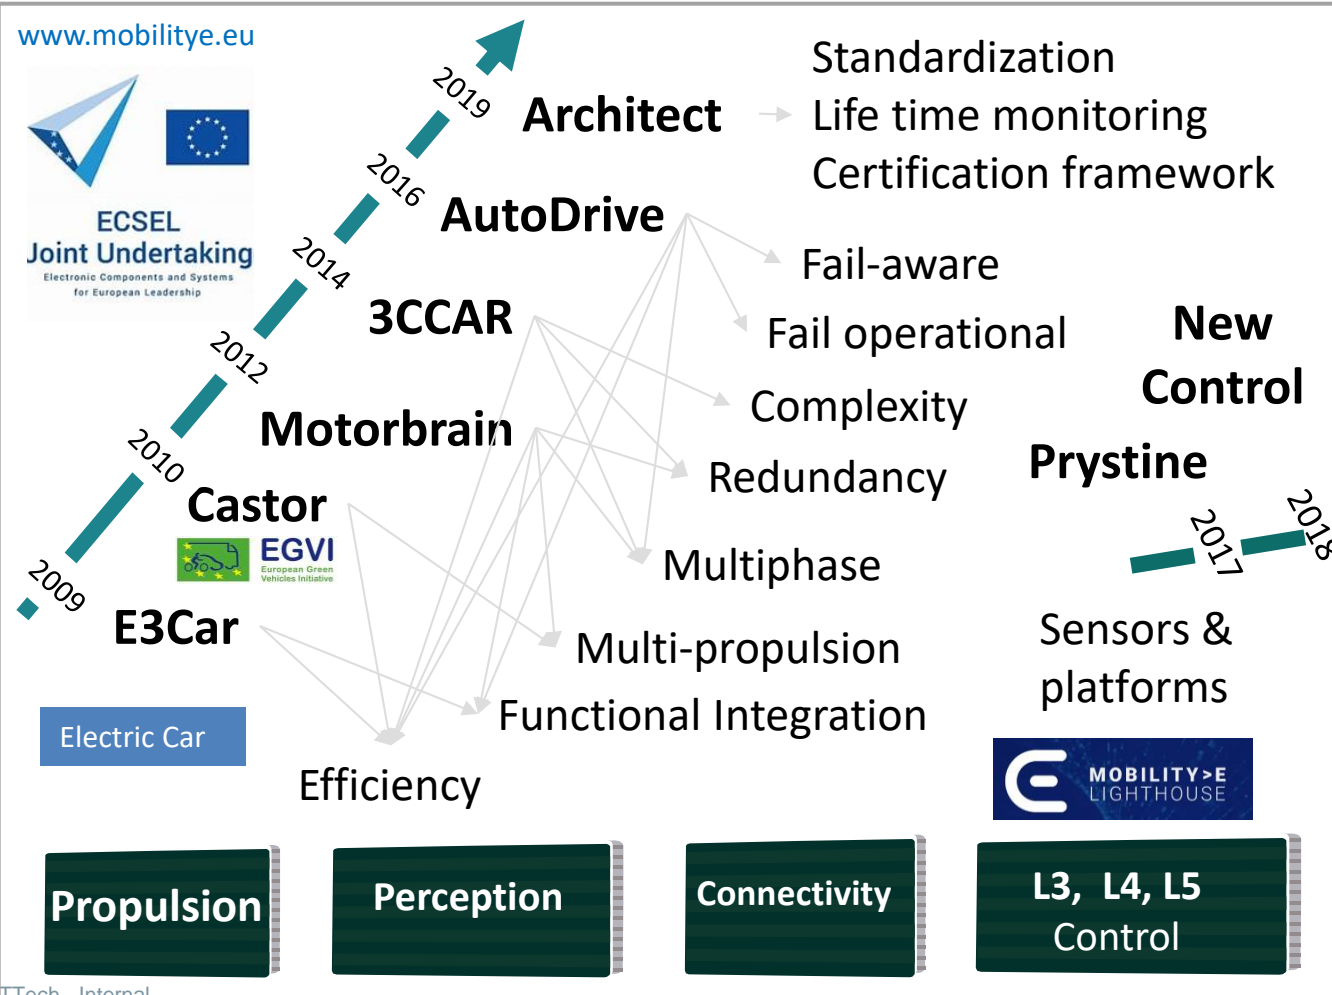 www.mobilitye.eu
ECSEL
Joint Undertaking
Electronic Components and Systems
for European Leadership
2019
Architect
Standardization
Life time monitoring
Certification framework
2016
AutoDrive
Fail-aware
2014
3CCAR
Fail operational
New
Control
2012
Motorbrain
Complexity
2010
Castor
Redundancy
Prystine
EGVI
European Green
Vehicles Initiative
Multiphase
2017
2018
2009
E3Car
Multi-propulsion
Sensors &
platforms
Functional Integration
Electric Car
Efficiency
MOBILITY>E
LIGHTHOUSE
Propulsion
Perception
Connectivity
L3, L4, L5
Control
TTech - Internal